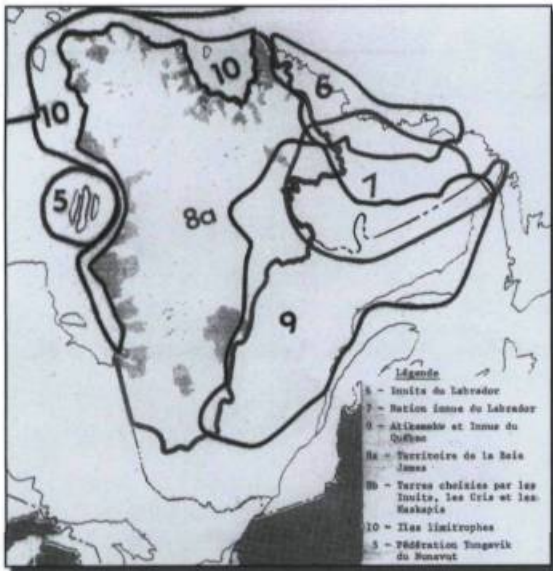 10
6
10
5
7
8a
9
Légende
6 - Inuits du Labrador
7 - Nation innue du Labrador
9 - Atikamekw et Innus du
Québec
8a - Territoire de la Baie
James
8b - Terres choisies par les
Inuits, les Cris et les
Naskapis
10 - Iles limitrophes
5 - Fédération Tungavik
du Nunavut